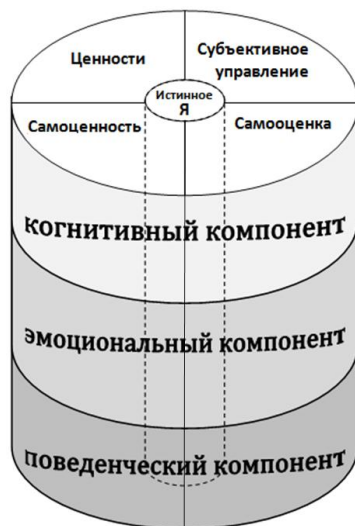 Ценности
Субъективное
управление
Истинное
Я
Самоценность
Самооценка
когнитивный компонент
эмоциональный компонент
поведенческий компонент